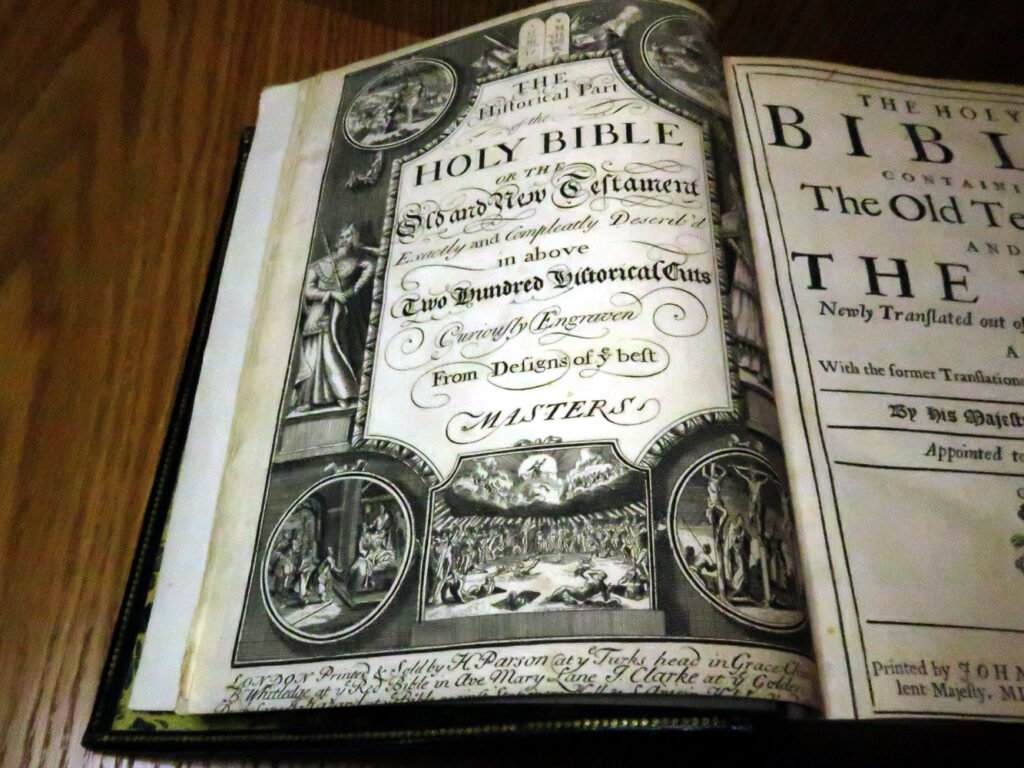 THE
Hiſtorical Part
of the
HOLY BIBLE
OR THE
Old and New Teſtament
Exactly and Compleatly Deſcrib'd
in above
Two Hundred Hiſtorical Cuts
Curiouſly Engraven
From Deſigns of yͤ beſt
MASTERS
LONDON Printed & Sold by H. Parson at yͤ Turks head in Grace
B. Whitledge at yͤ Red Bible in Ave Mary Lane J. Clarke at yͤ Golden
THE HOLY
BIBL
CONTAINI
The Old Te
AND
THE
Newly Tranſlated out o
A
With the former Tranſlation
By His Majeſt
Appointed to
Printed by JOHN
lent Majeſty, M